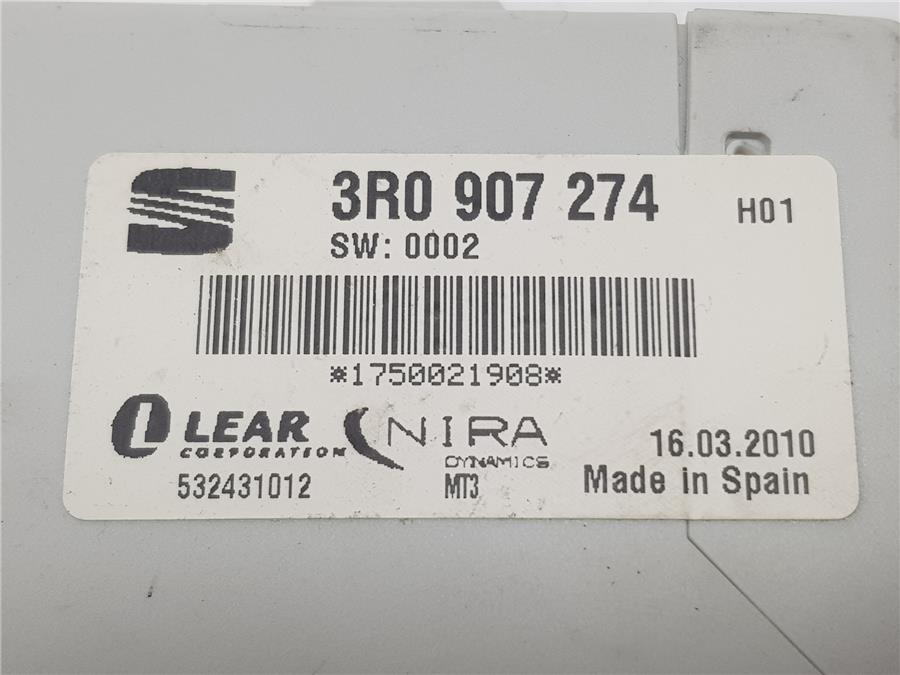 3R0 907 274 H01
SW: 0002
*1750021908*
LEAR NIRA
CORPORATION DYNAMICS
16.03.2010
532431012 MT3 Made in Spain